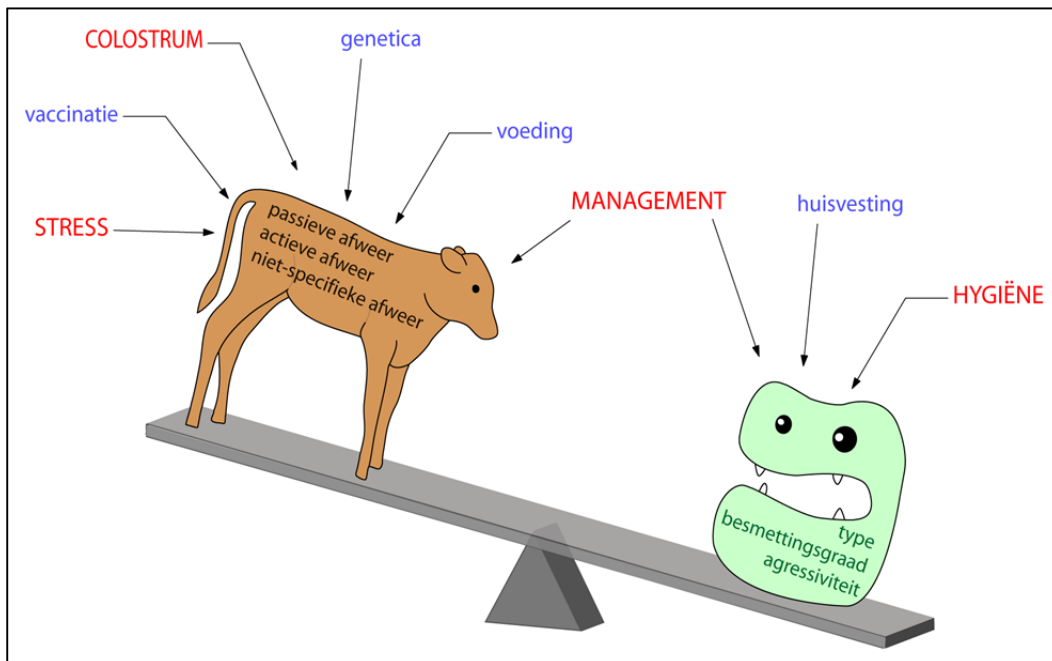 COLOSTRUM
genetica
vaccinatie
voeding
STRESS
MANAGEMENT
huisvesting
HYGIËNE
passieve afweer
actieve afweer
niet-specifieke afweer
type
besmettingsgraad
agressiviteit